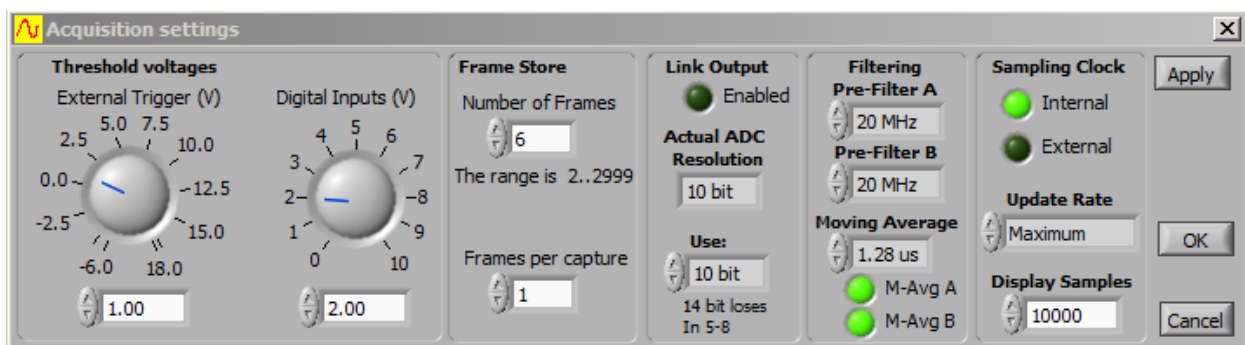 Acquisition settings
Threshold voltages
External Trigger (V)
-6.0
-2.5
0.0
2.5
5.0
7.5
10.0
12.5
15.0
18.0
1.00
Digital Inputs (V)
0
1
2
3
4
5
6
7
8
9
10
2.00
Frame Store
Number of Frames
6
The range is 2..2999
Frames per capture
1
Link Output
Enabled
Actual ADC
Resolution
10 bit
Use:
10 bit
14 bit loses
In 5-8
Filtering
Pre-Filter A
20 MHz
Pre-Filter B
20 MHz
Moving Average
1.28 us
M-Avg A
M-Avg B
Sampling Clock
Internal
External
Update Rate
Maximum
Display Samples
10000
Apply
OK
Cancel